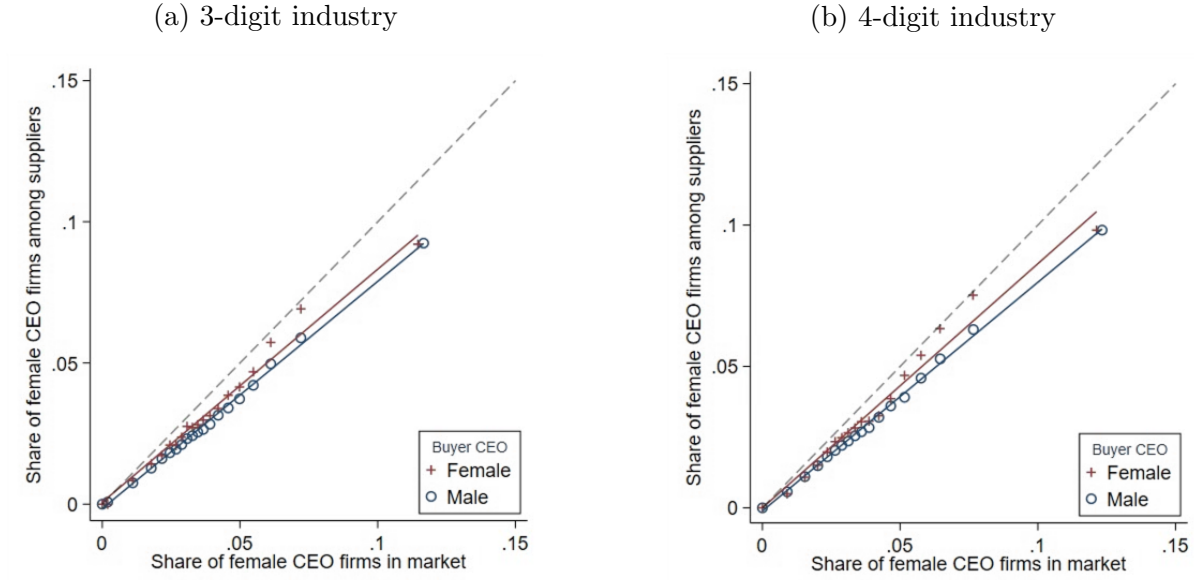 (a) 3-digit industry
Share of female CEO firms among suppliers
.15
.1
.05
0
0
.05
.1
.15
Share of female CEO firms in market
Buyer CEO
Female
Male
(b) 4-digit industry
Share of female CEO firms among suppliers
.15
.1
.05
0
0
.05
.1
.15
Share of female CEO firms in market
Buyer CEO
Female
Male